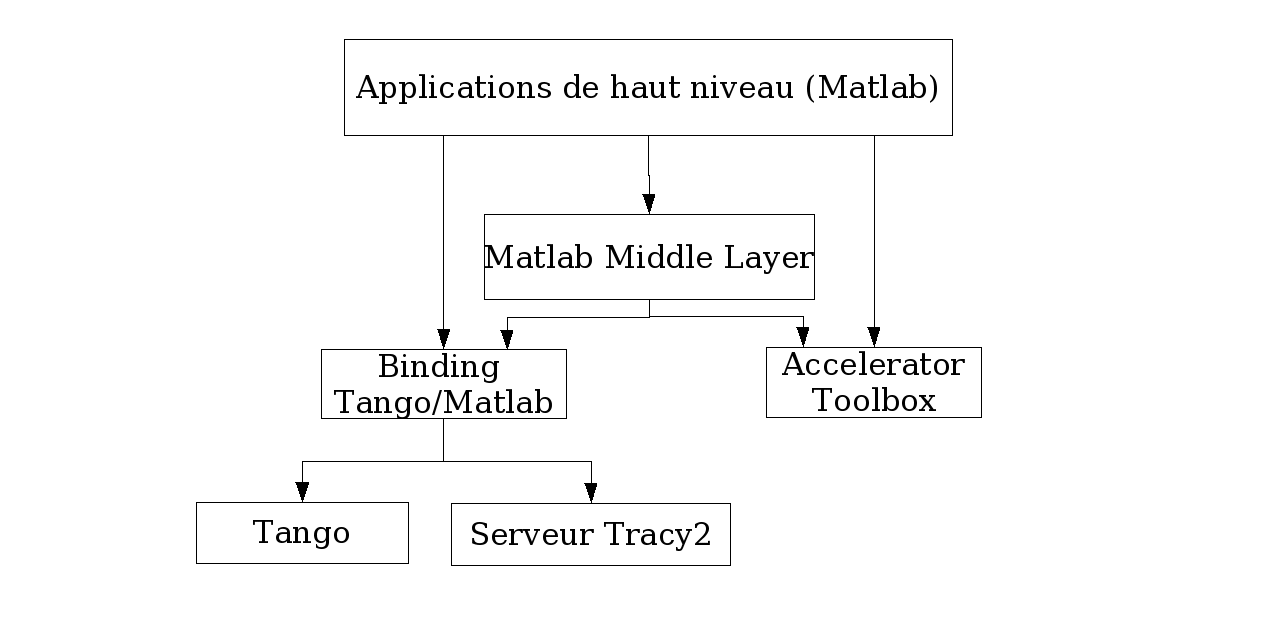 Applications de haut niveau (Matlab)
Matlab Middle Layer
Binding
Tango/Matlab
Accelerator
Toolbox
Tango
Serveur Tracy2